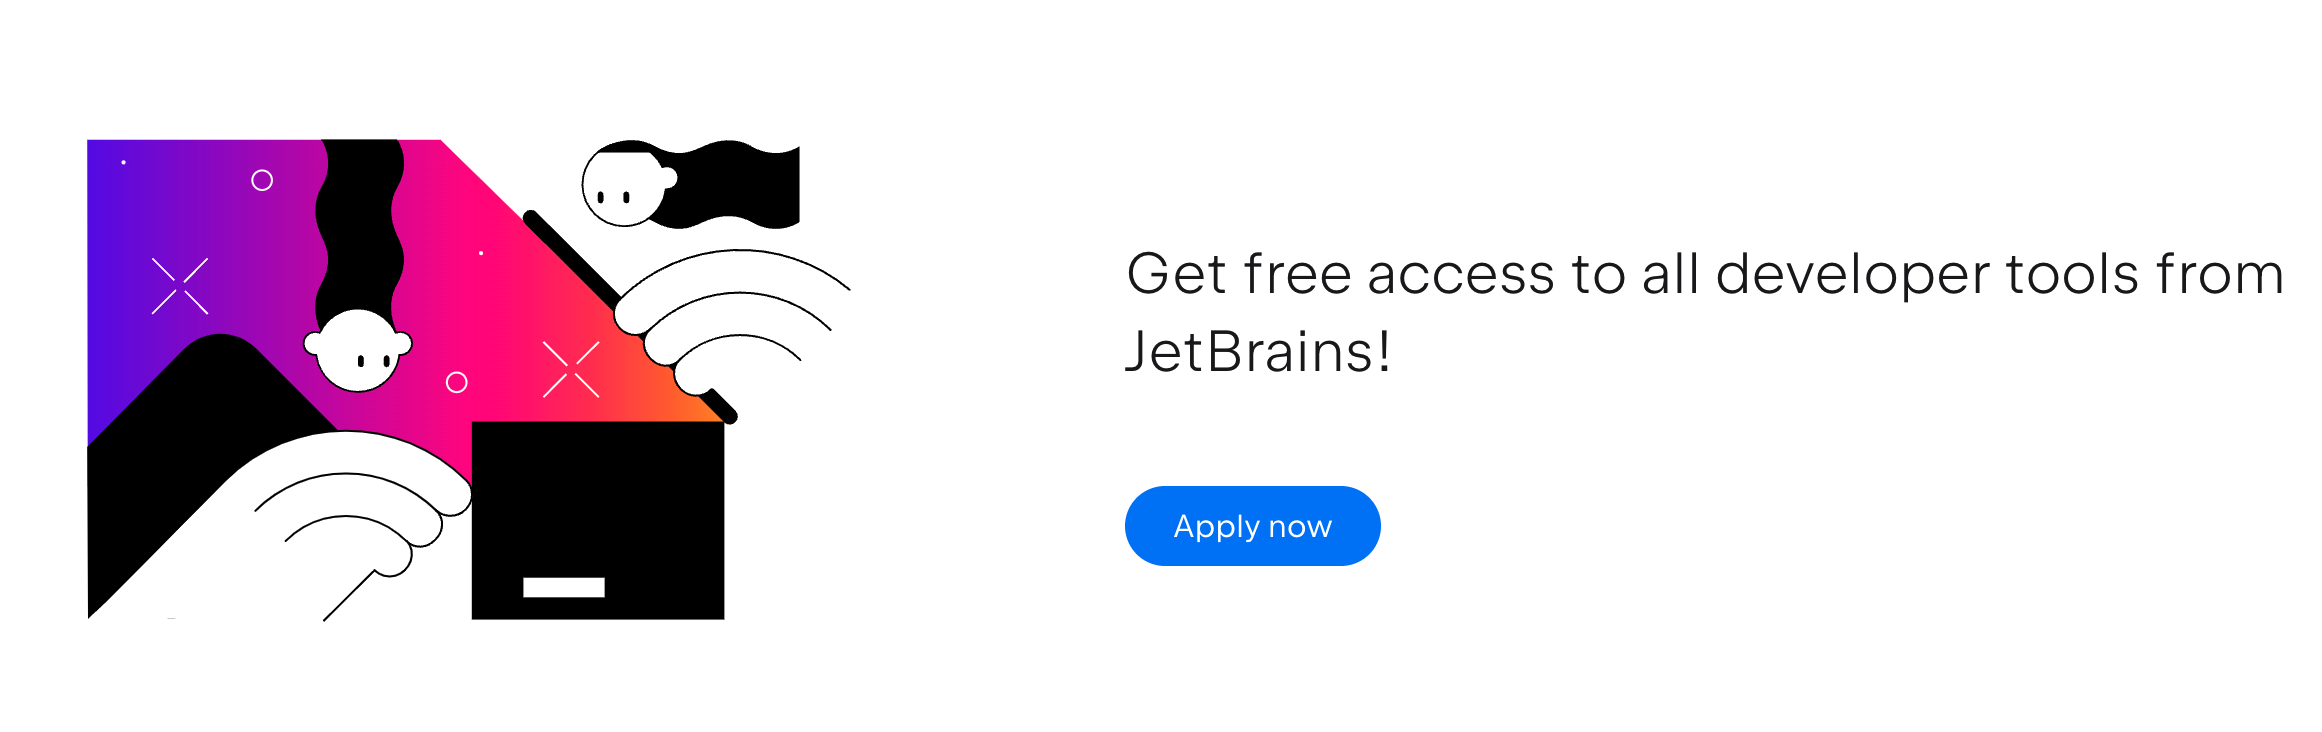 Get free access to all developer tools from
JetBrains!
Apply now